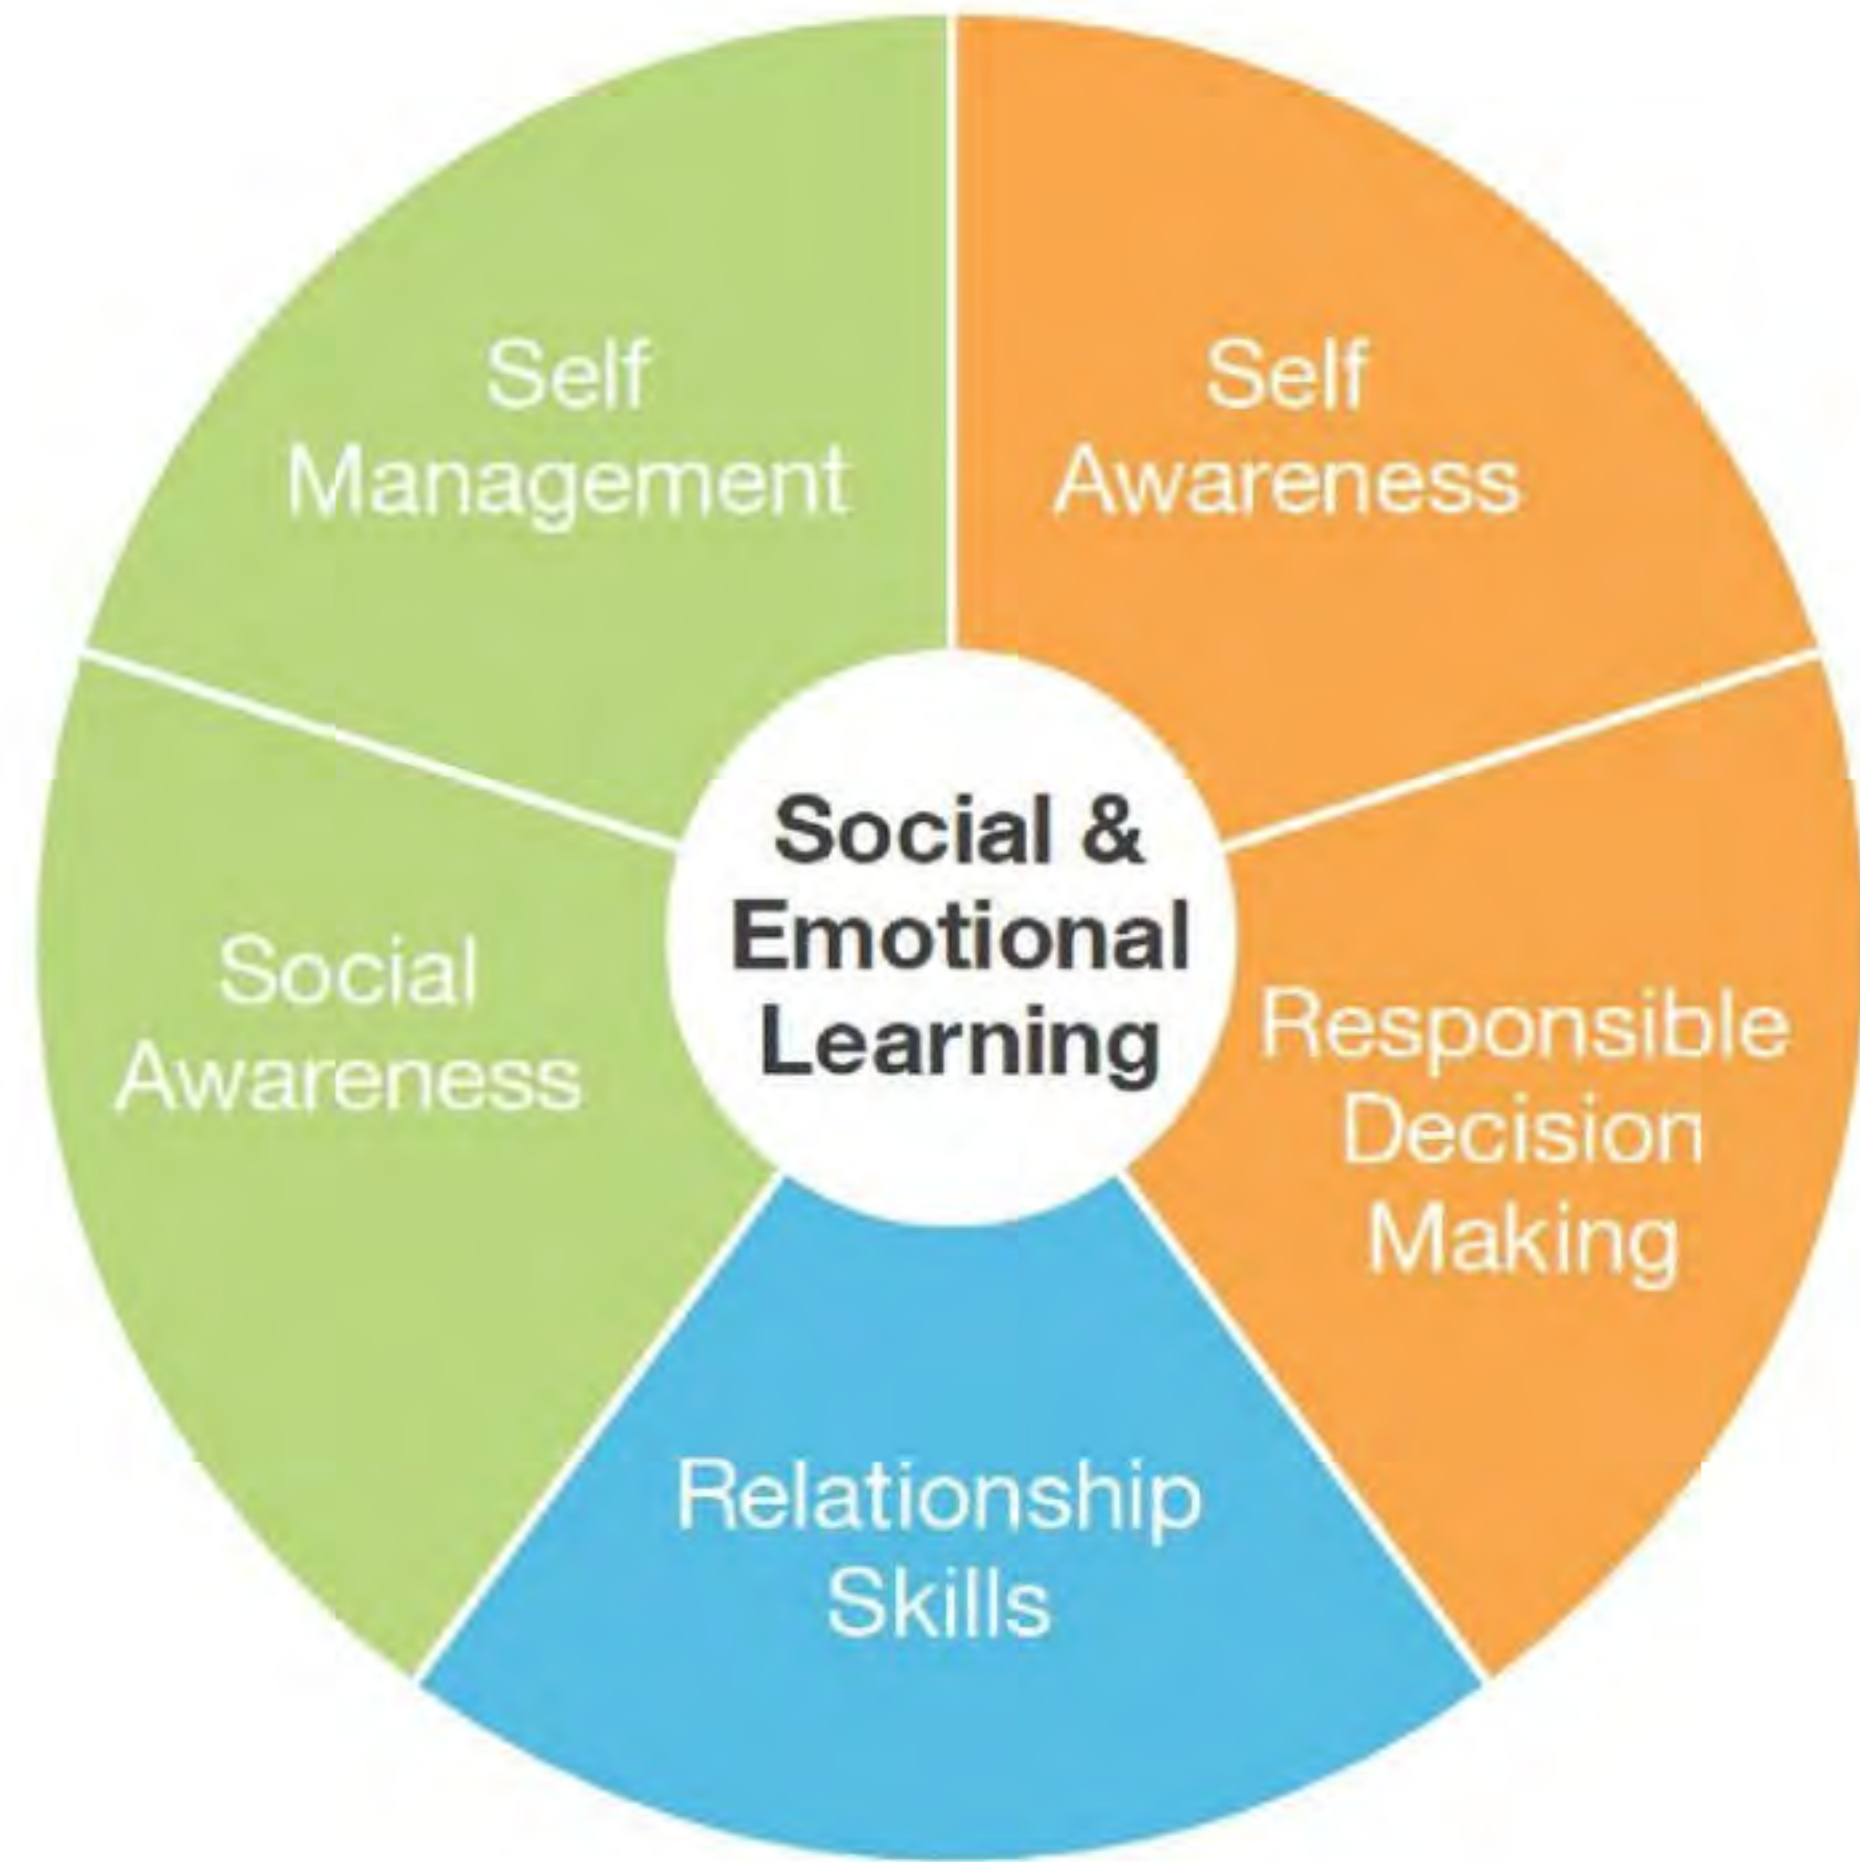 Self
Management
Self
Awareness
Social &
Emotional
Learning
Social
Awareness
Responsible
Decision
Making
Relationship
Skills